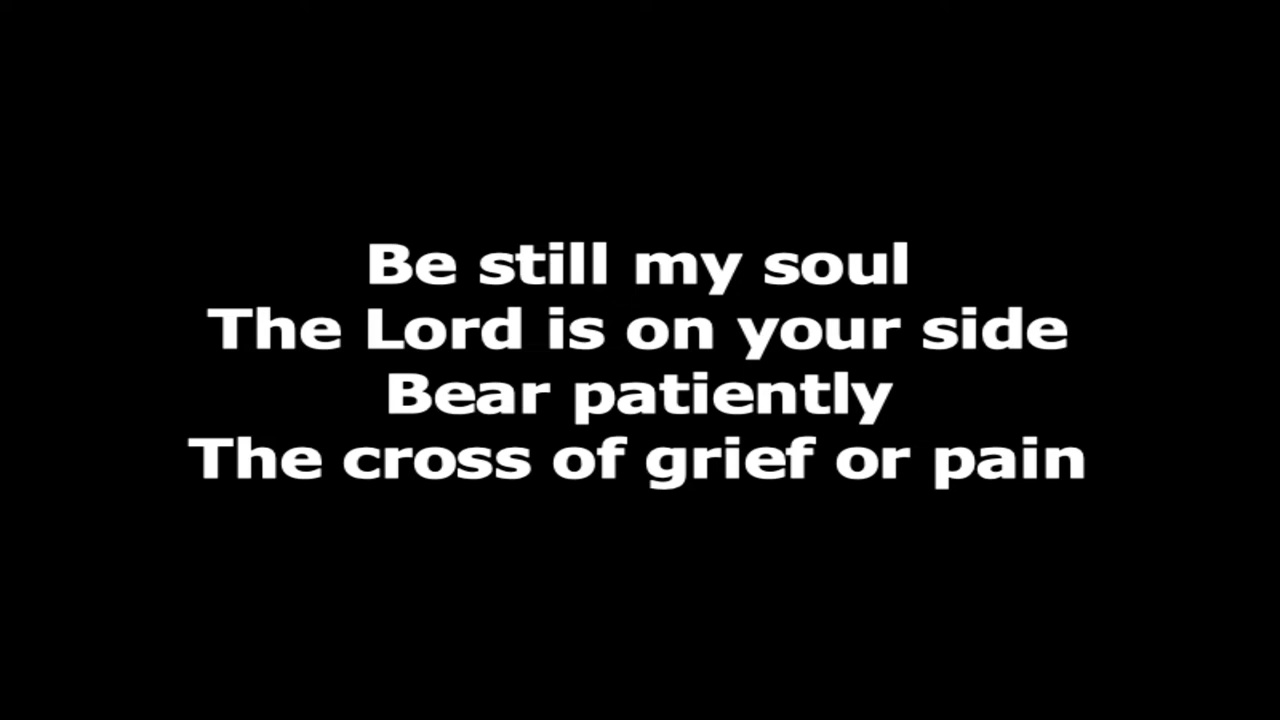 Be still my soul
The Lord is on your side
Bear patiently
The cross of grief or pain